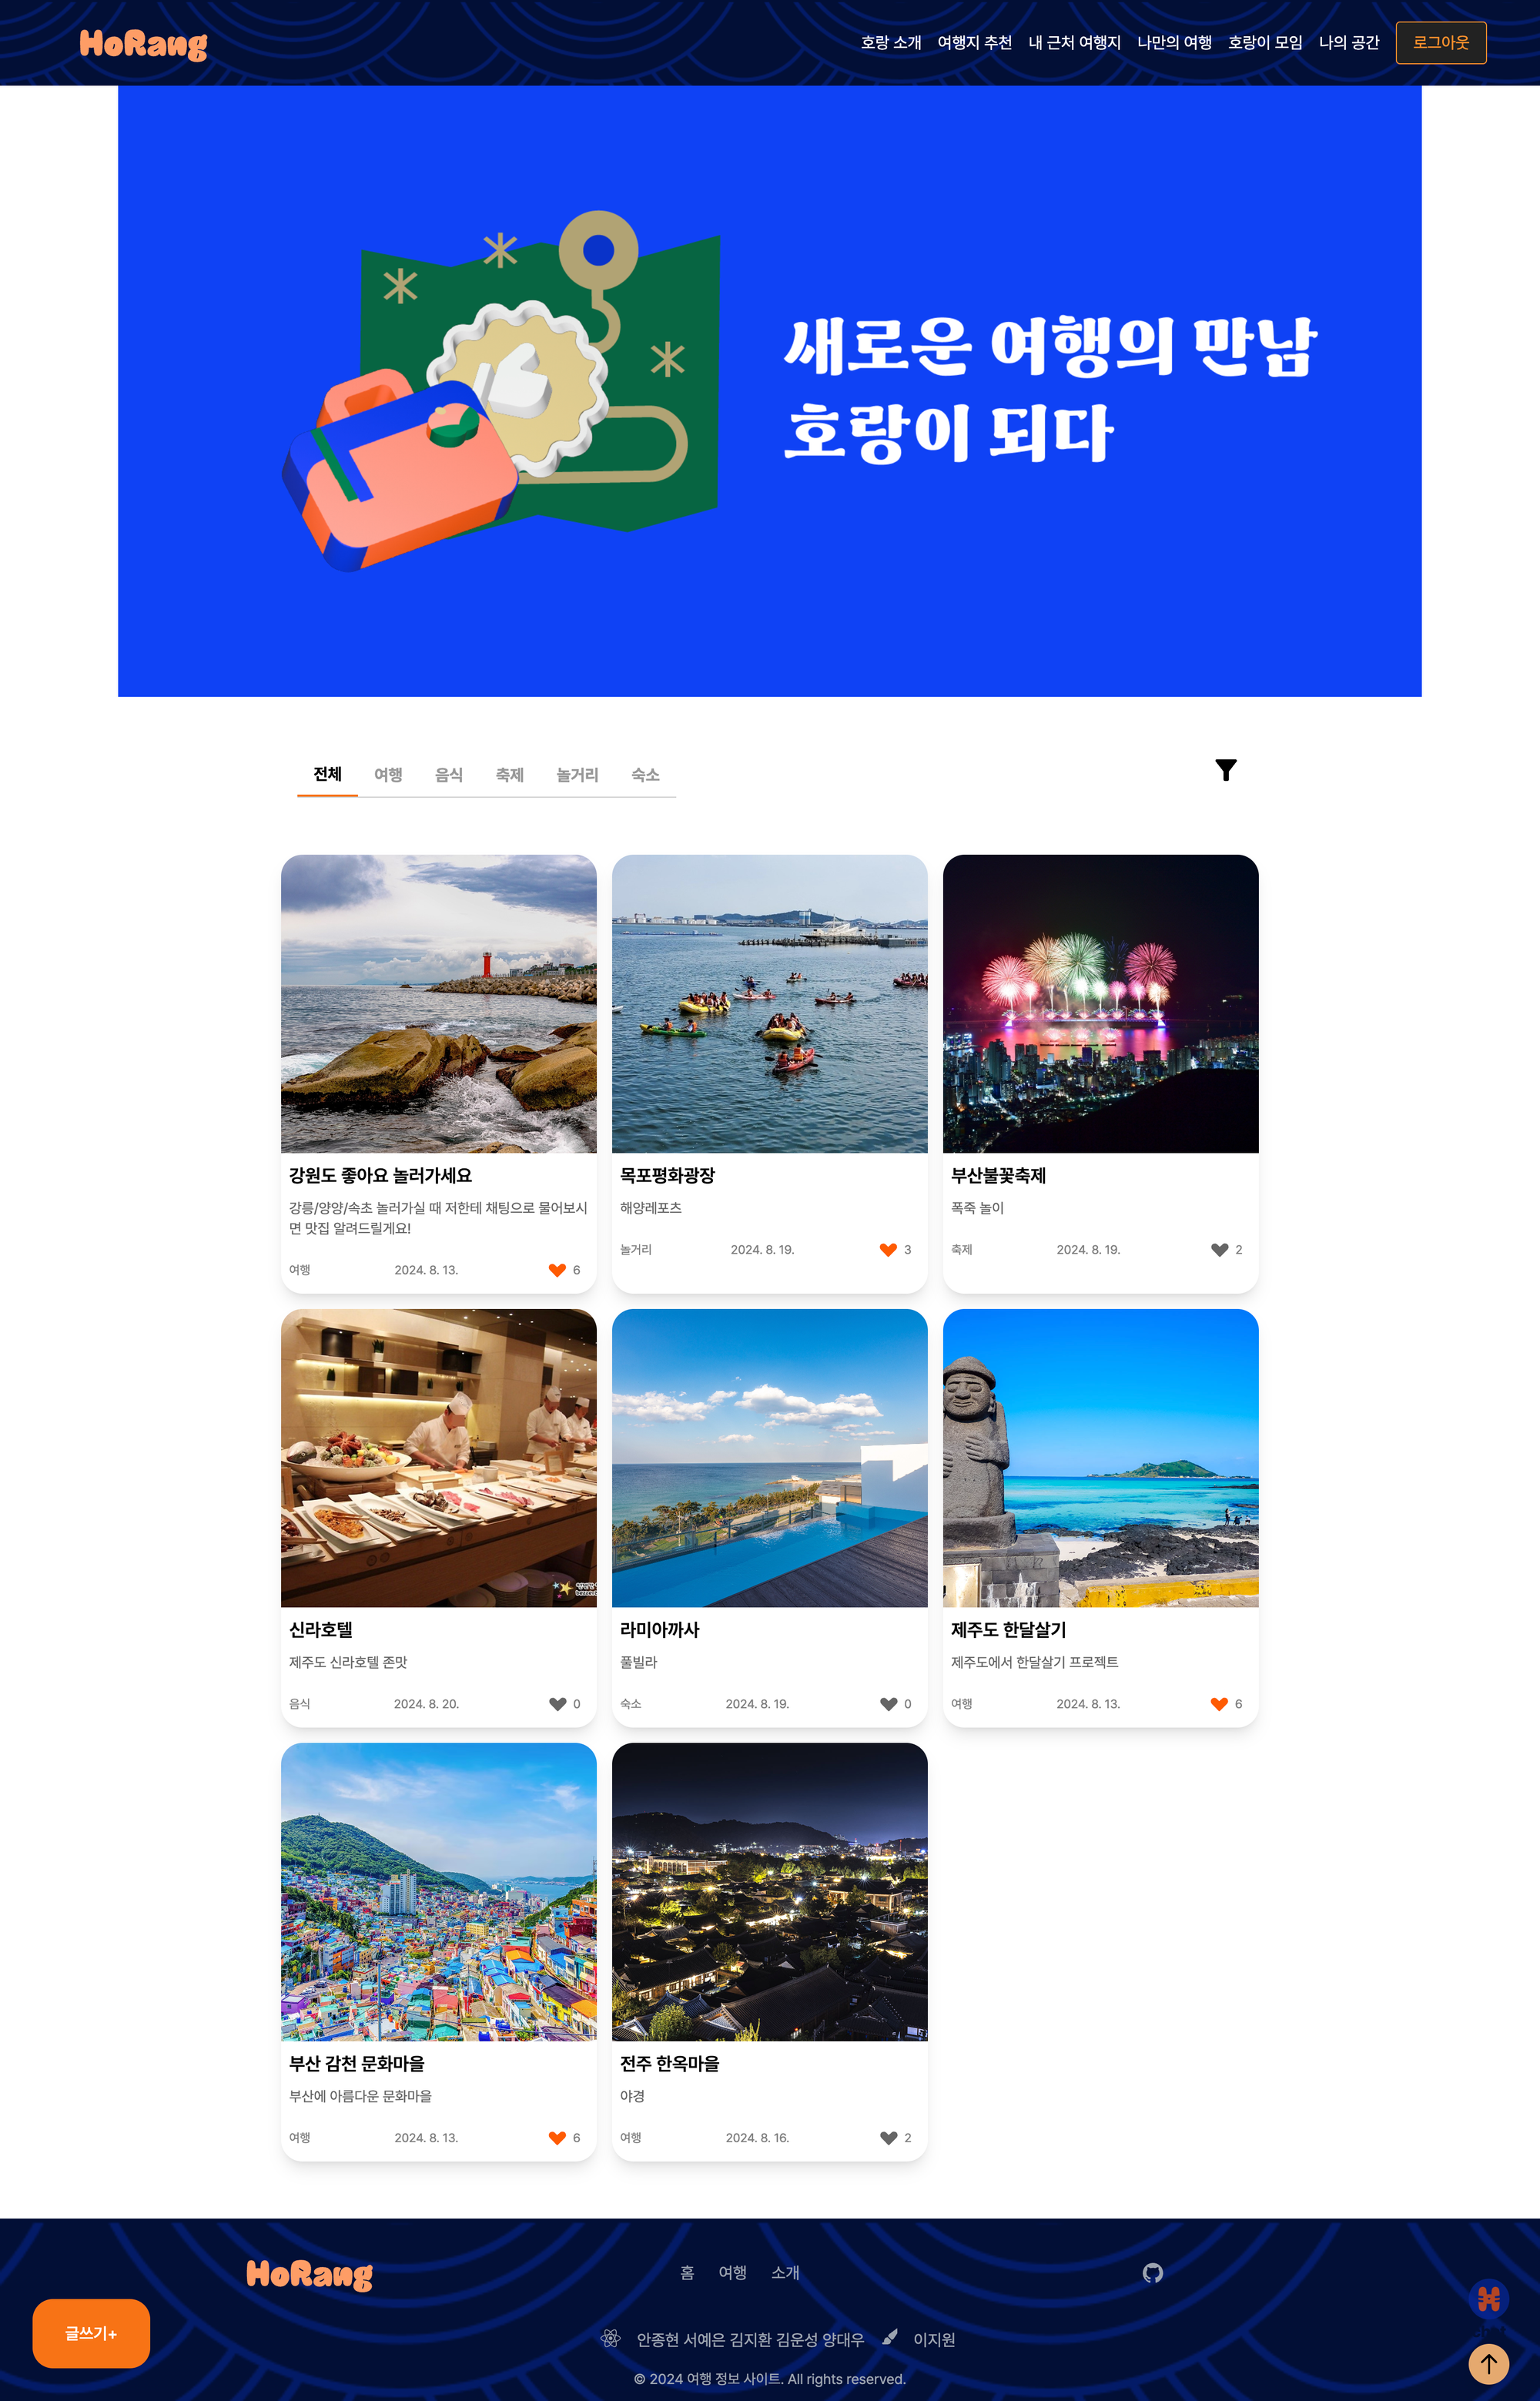 HoRang
호랑 소개 여행지 추천 내 근처 여행지 나만의 여행 호랑이 모임 나의 공간 로그아웃
새로운 여행의 만남
호랑이 되다
전체 여행 음식 축제 놀거리 숙소
강원도 좋아요 놀러가세요
강릉/양양/속초 놀러가실 때 저한테 채팅으로 물어보시
면 맛집 알려드릴게요!
여행 2024. 8. 13. 6
목포평화광장
해양레포츠
놀거리 2024. 8. 19. 3
부산불꽃축제
폭죽 놀이
축제 2024. 8. 19. 2
신라호텔
제주도 신라호텔 존맛
음식 2024. 8. 20. 0
라미아까사
풀빌라
숙소 2024. 8. 19. 0
제주도 한달살기
제주도에서 한달살기 프로젝트
여행 2024. 8. 13. 6
부산 감천 문화마을
부산에 아름다운 문화마을
여행 2024. 8. 13. 6
전주 한옥마을
야경
여행 2024. 8. 16. 2
HoRang
홈 여행 소개
글쓰기+
안종현 서예은 김지환 김운성 양대우 이지원
© 2024 여행 정보 사이트. All rights reserved.